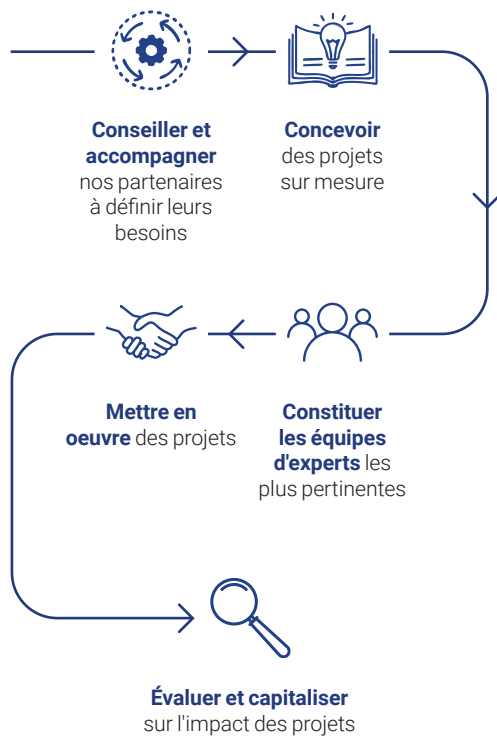 Conseiller et
accompagner
nos partenaires
à définir leurs
besoins
Concevoir
des projets
sur mesure
Constituer
les équipes
d'experts les
plus pertinentes
Mettre en
oeuvre des projets
Évaluer et capitaliser
sur l'impact des projets